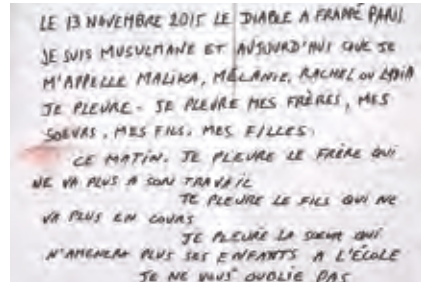 LE 13 NOVEMBRE 2015 LE DIABLE A FRAPPÉ PARIS
JE SUIS MUSULMANE ET AUJOURD'HUI QUE JE
M'APPELLE MALIKA, MÉLANIE, RACHEL OU LYDIA
JE PLEURE - JE PLEURE MES FRÈRES, MES
SOEURS, MES FILS, MES FILLES.
CE MATIN. JE PLEURE LE FRÈRE QUI
NE VA PLUS A SON TRAVAIL
JE PLEURE LE FILS QUI NE
VA PLUS EN COURS
JE PLEURE LA SOEUR QUI
N'AMENERA PLUS SES ENFANTS A L'ÉCOLE
JE NE VOUS OUBLIE PAS